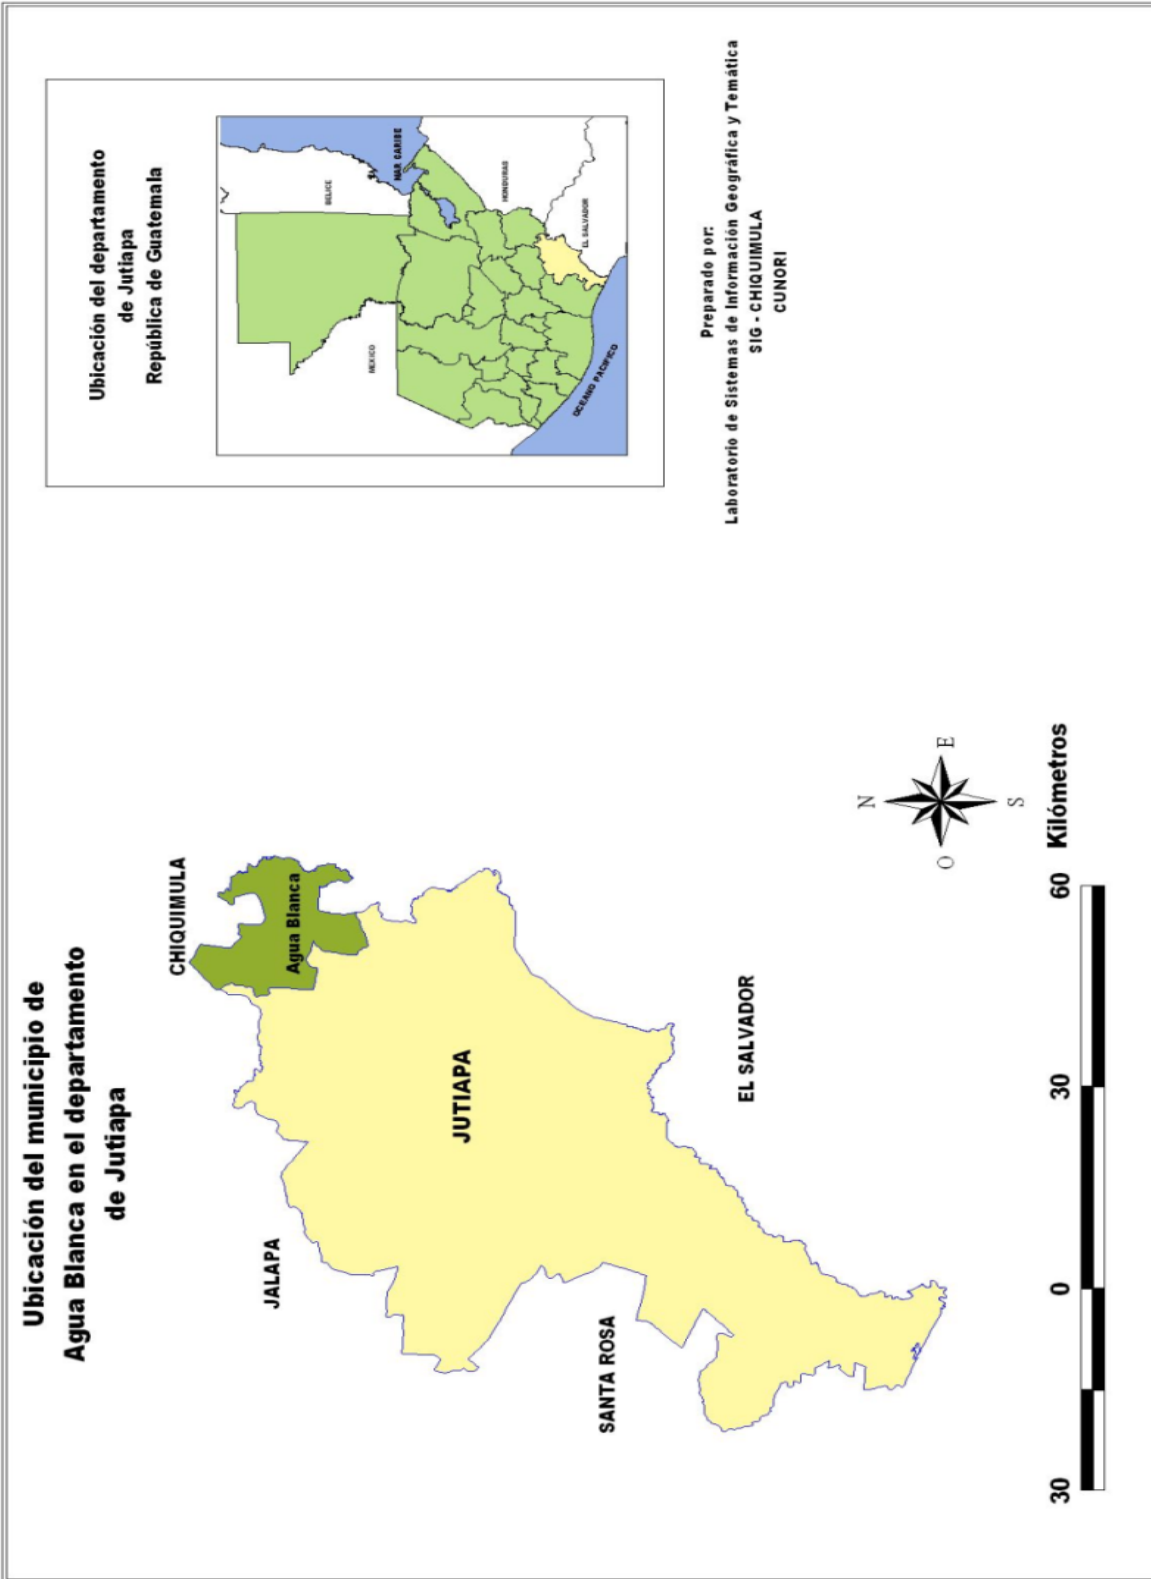 Ubicación del municipio de
Agua Blanca en el departamento
de Jutiapa
CHIQUIMULA
Agua Blanca
JALAPA
JUTIAPA
SANTA ROSA
EL SALVADOR
N
O
E
S
30
0
30
60
Kilómetros
Ubicación del departamento
de Jutiapa
República de Guatemala
BELICE
MAR CARIBE
MEXICO
HONDURAS
EL SALVADOR
OCEANO PACIFICO
Preparado por:
Laboratorio de Sistemas de Información Geográfica y Temática
SIG - CHIQUIMULA
CUNORI